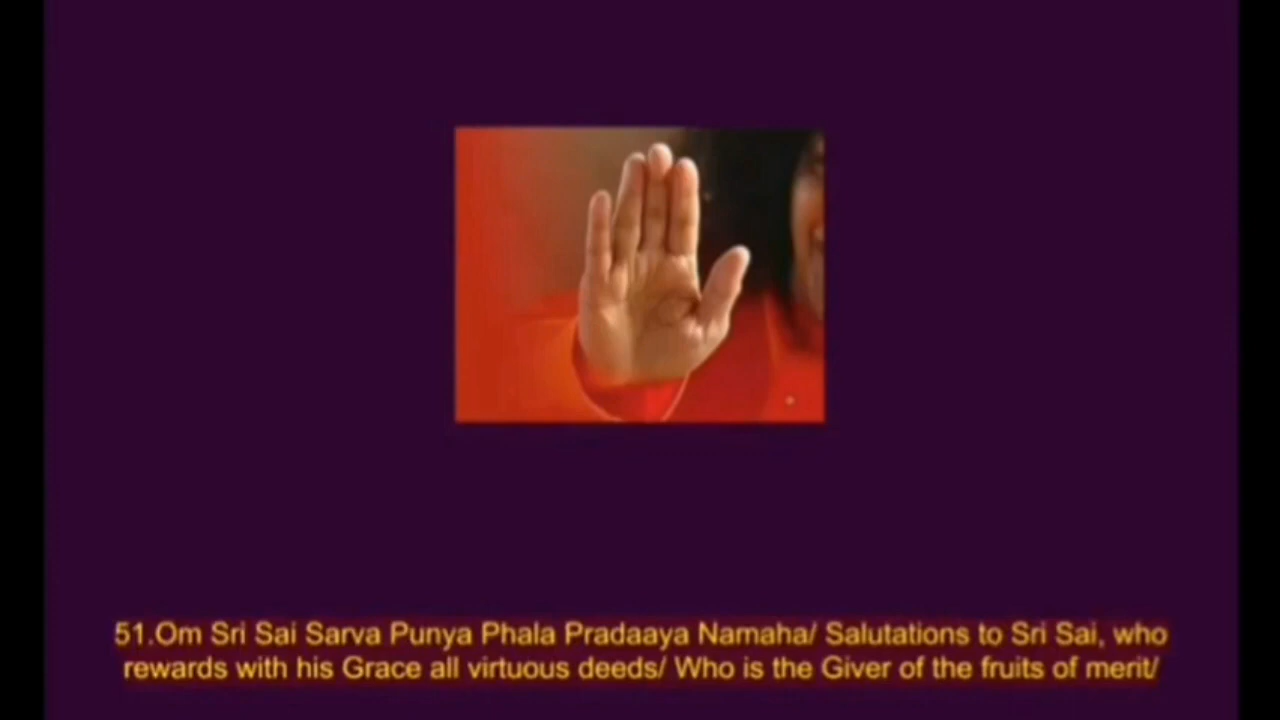 51.Om Sri Sai Sarva Punya Phala Pradaaya Namaha/ Salutations to Sri Sai, who
rewards with his Grace all virtuous deeds/ Who is the Giver of the fruits of merit/